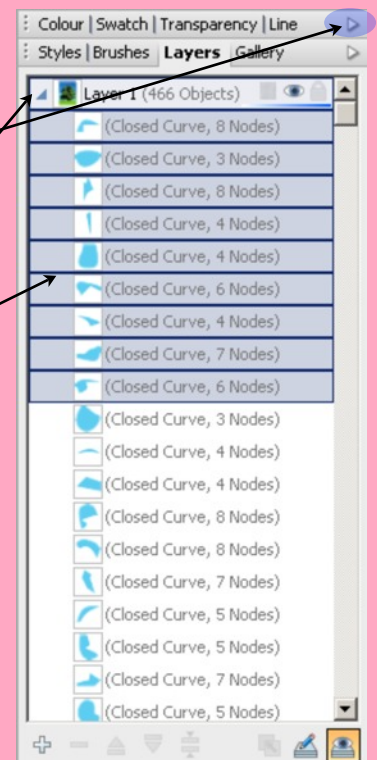 Colour | Swatch | Transparency | Line
Styles | Brushes | Layers | Gallery
Layer 1 (466 Objects)
(Closed Curve, 8 Nodes)
(Closed Curve, 3 Nodes)
(Closed Curve, 8 Nodes)
(Closed Curve, 4 Nodes)
(Closed Curve, 4 Nodes)
(Closed Curve, 6 Nodes)
(Closed Curve, 4 Nodes)
(Closed Curve, 7 Nodes)
(Closed Curve, 6 Nodes)
(Closed Curve, 3 Nodes)
(Closed Curve, 4 Nodes)
(Closed Curve, 4 Nodes)
(Closed Curve, 8 Nodes)
(Closed Curve, 8 Nodes)
(Closed Curve, 7 Nodes)
(Closed Curve, 5 Nodes)
(Closed Curve, 5 Nodes)
(Closed Curve, 7 Nodes)
(Closed Curve, 5 Nodes)